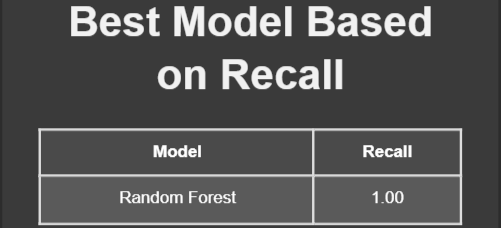 Best Model Based
on Recall
Model Recall
Random Forest 1.00